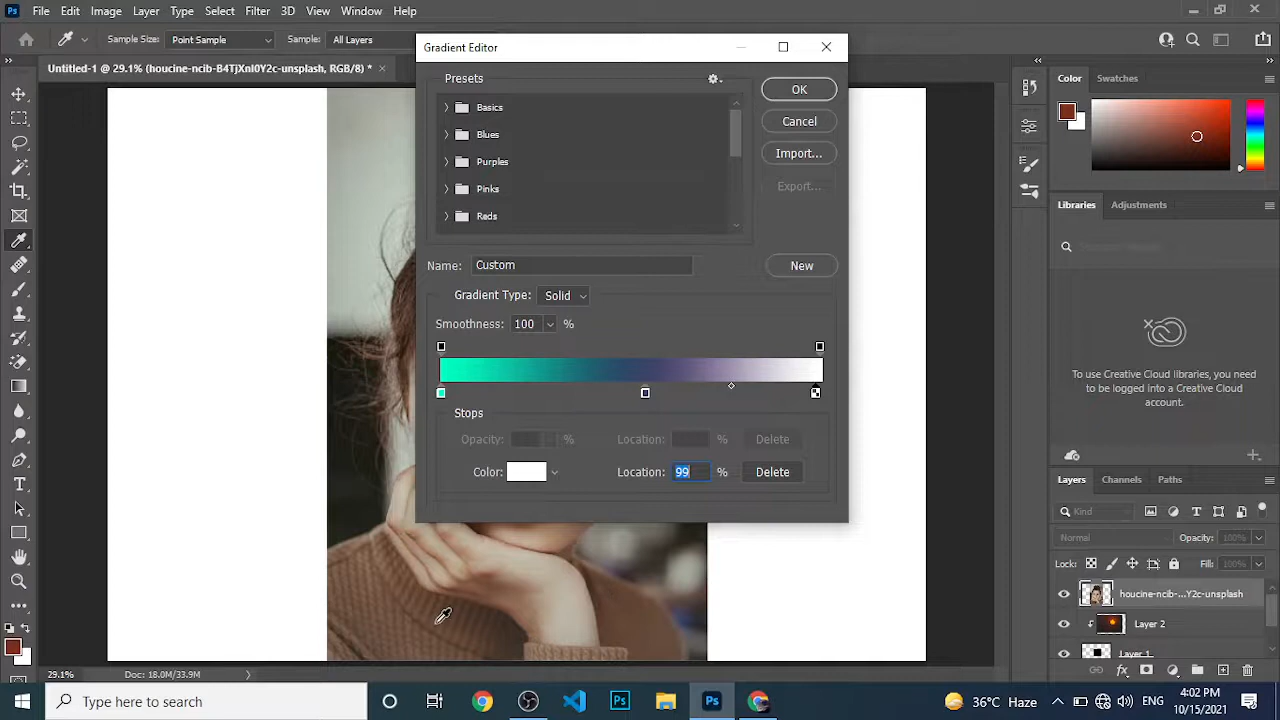 Ps File Edit Image Layer Type Select Filter 3D View Window Help
Sample Size: Point Sample Sample: All Layers
Untitled-1 @ 29.1% (houcine-ncib-B4TjXnI0Y2c-unsplash, RGB/8) *
Gradient Editor
Presets
Basics
Blues
Purples
Pinks
Reds
OK
Cancel
Import...
Export...
Name: Custom
New
Gradient Type: Solid
Smoothness: 100 %
Stops
Opacity: % Location: % Delete
Color: Location: 99 % Delete
Color Swatches
Libraries Adjustments
To use Creative Cloud Libraries, you
need to be logged into a Creative Cloud
account.
Layers Channels Paths
Kind
Normal Opacity: 100%
Lock: Fill: 100%
houcine-ncib-...Y2c-unsplash
Layer 2
Layer 1
29.1% Doc: 18.0M/33.9M
Type here to search
Ps
Ps
36°C Haze
ENG
4:02 PM
10/15/2021